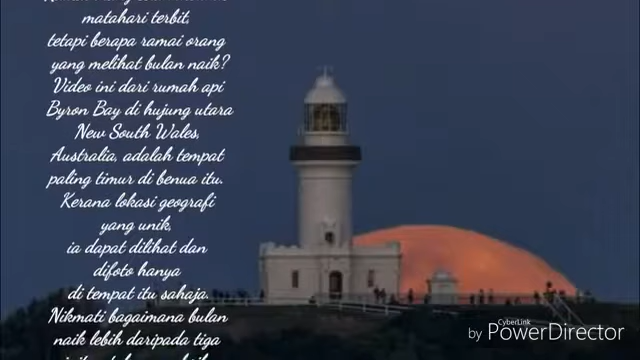 matahari terbit,
tetapi berapa ramai orang
yang melihat bulan naik?
Video ini dari rumah api
Byron Bay di hujung utara
New South Wales,
Australia, adalah tempat
paling timur di benua itu.
Kerana lokasi geografi
yang unik,
ia dapat dilihat dan
difoto hanya
di tempat itu sahaja.
Nikmati bagaimana bulan
naik lebih daripada tiga
CyberLink
by PowerDirector